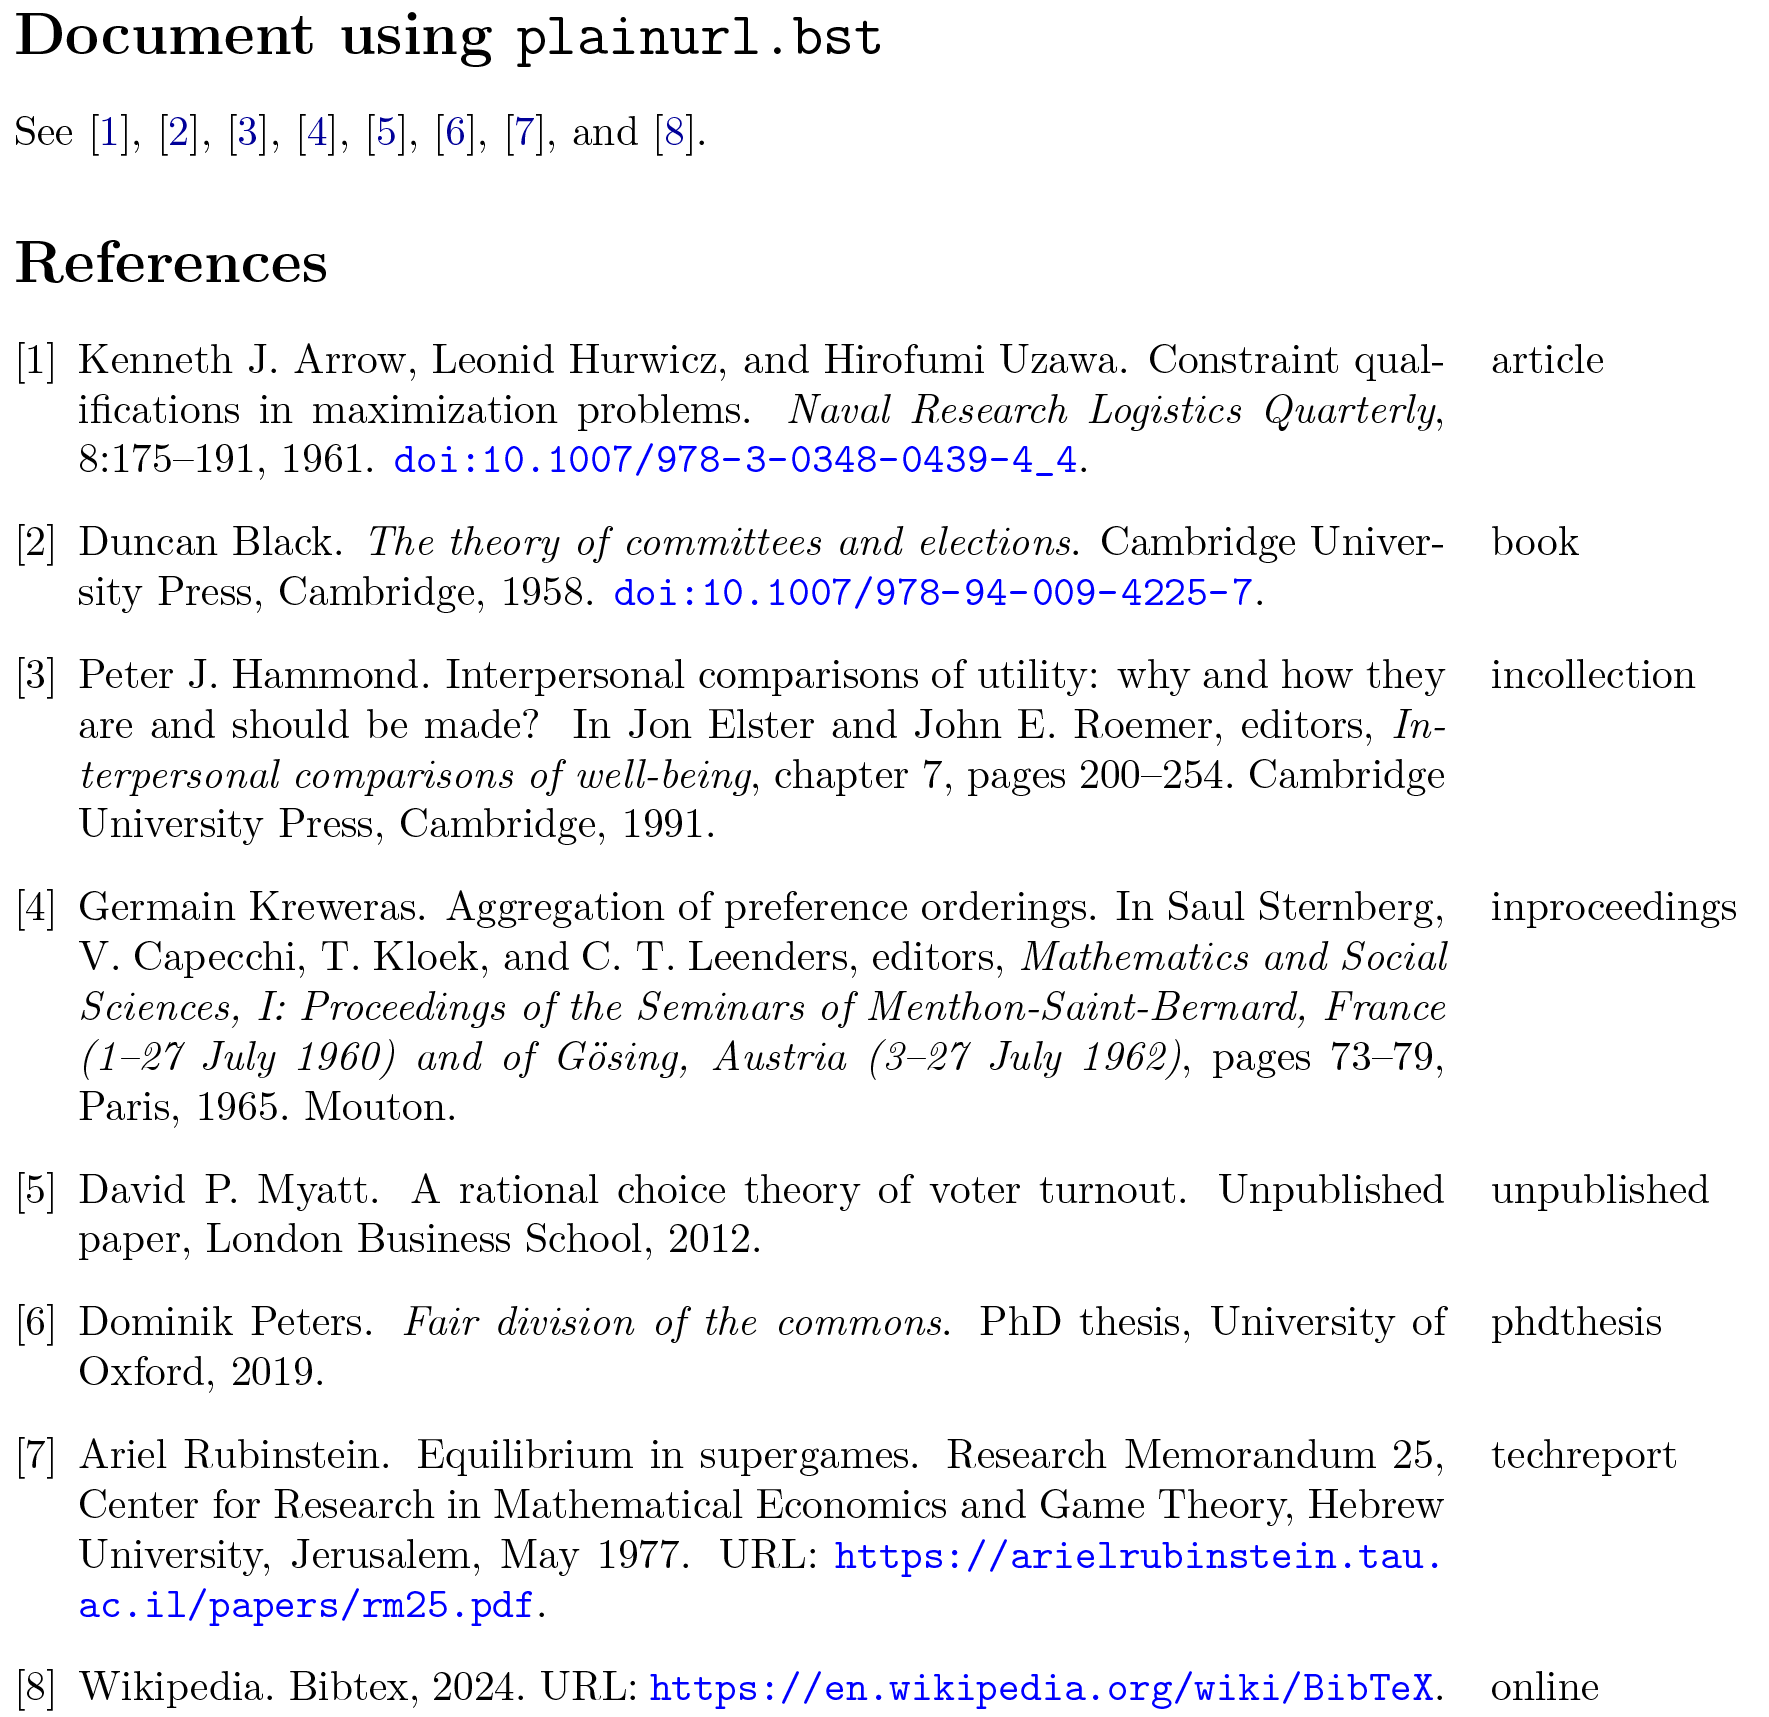 Document using plainurl.bst
See [1], [2], [3], [4], [5], [6], [7], and [8].
References
[1] Kenneth J. Arrow, Leonid Hurwicz, and Hirofumi Uzawa. Constraint qual- article
ifications in maximization problems. Naval Research Logistics Quarterly,
8:175–191, 1961. doi:10.1007/978-3-0348-0439-4_4.
[2] Duncan Black. The theory of committees and elections. Cambridge Univer- book
sity Press, Cambridge, 1958. doi:10.1007/978-94-009-4225-7.
[3] Peter J. Hammond. Interpersonal comparisons of utility: why and how they incollection
are and should be made? In Jon Elster and John E. Roemer, editors, In-
terpersonal comparisons of well-being, chapter 7, pages 200–254. Cambridge
University Press, Cambridge, 1991.
[4] Germain Kreweras. Aggregation of preference orderings. In Saul Sternberg, inproceedings
V. Capecchi, T. Kloek, and C. T. Leenders, editors, Mathematics and Social
Sciences, I: Proceedings of the Seminars of Menthon-Saint-Bernard, France
(1–27 July 1960) and of Gösing, Austria (3–27 July 1962), pages 73–79,
Paris, 1965. Mouton.
[5] David P. Myatt. A rational choice theory of voter turnout. Unpublished unpublished
paper, London Business School, 2012.
[6] Dominik Peters. Fair division of the commons. PhD thesis, University of phdthesis
Oxford, 2019.
[7] Ariel Rubinstein. Equilibrium in supergames. Research Memorandum 25, techreport
Center for Research in Mathematical Economics and Game Theory, Hebrew
University, Jerusalem, May 1977. URL: https://arielrubinstein.tau.
ac.il/papers/rm25.pdf.
[8] Wikipedia. Bibtex, 2024. URL: https://en.wikipedia.org/wiki/BibTeX. online